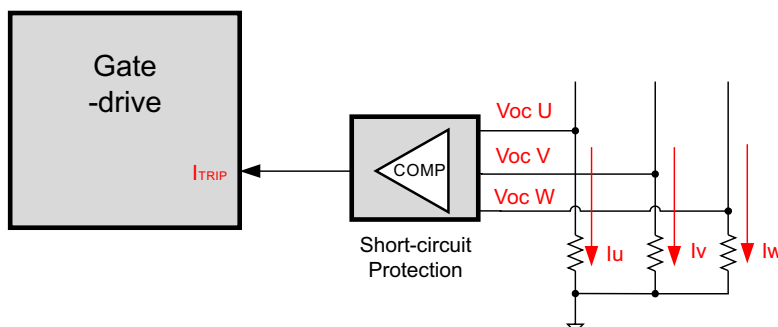 Gate
-drive
ITRIP
COMP
Short-circuit
Protection
Voc U
Voc V
Voc W
Iu
Iv
Iw